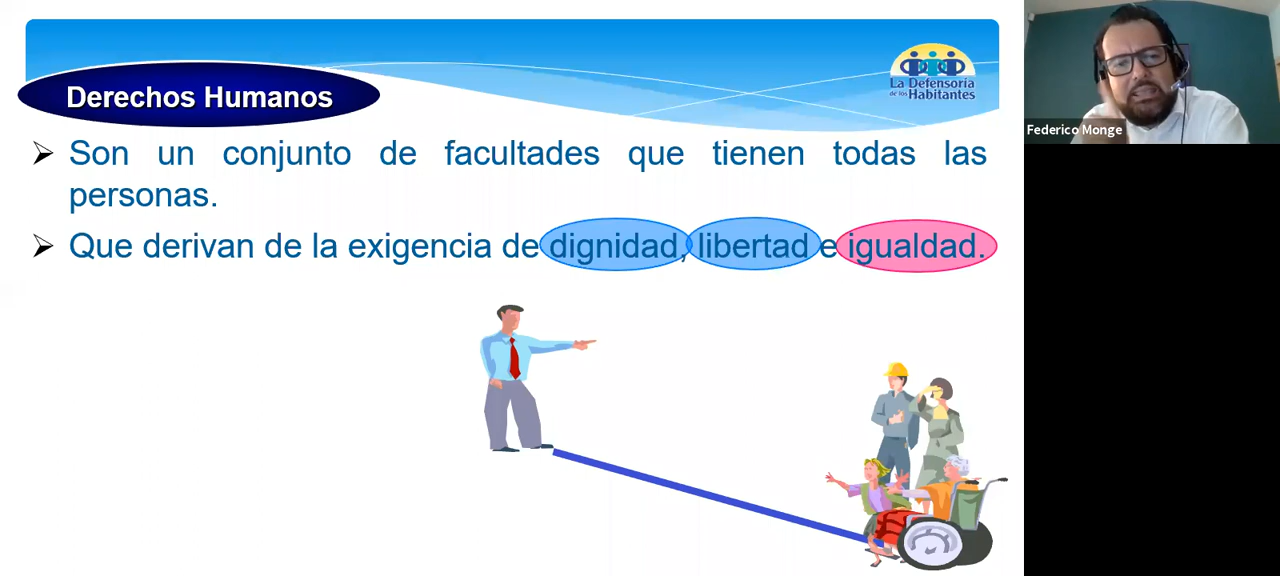 La Defensoría
de los Habitantes
Derechos Humanos
Son un conjunto de facultades que tienen todas las
personas.
Que derivan de la exigencia de dignidad, libertad e igualdad.
Federico Monge